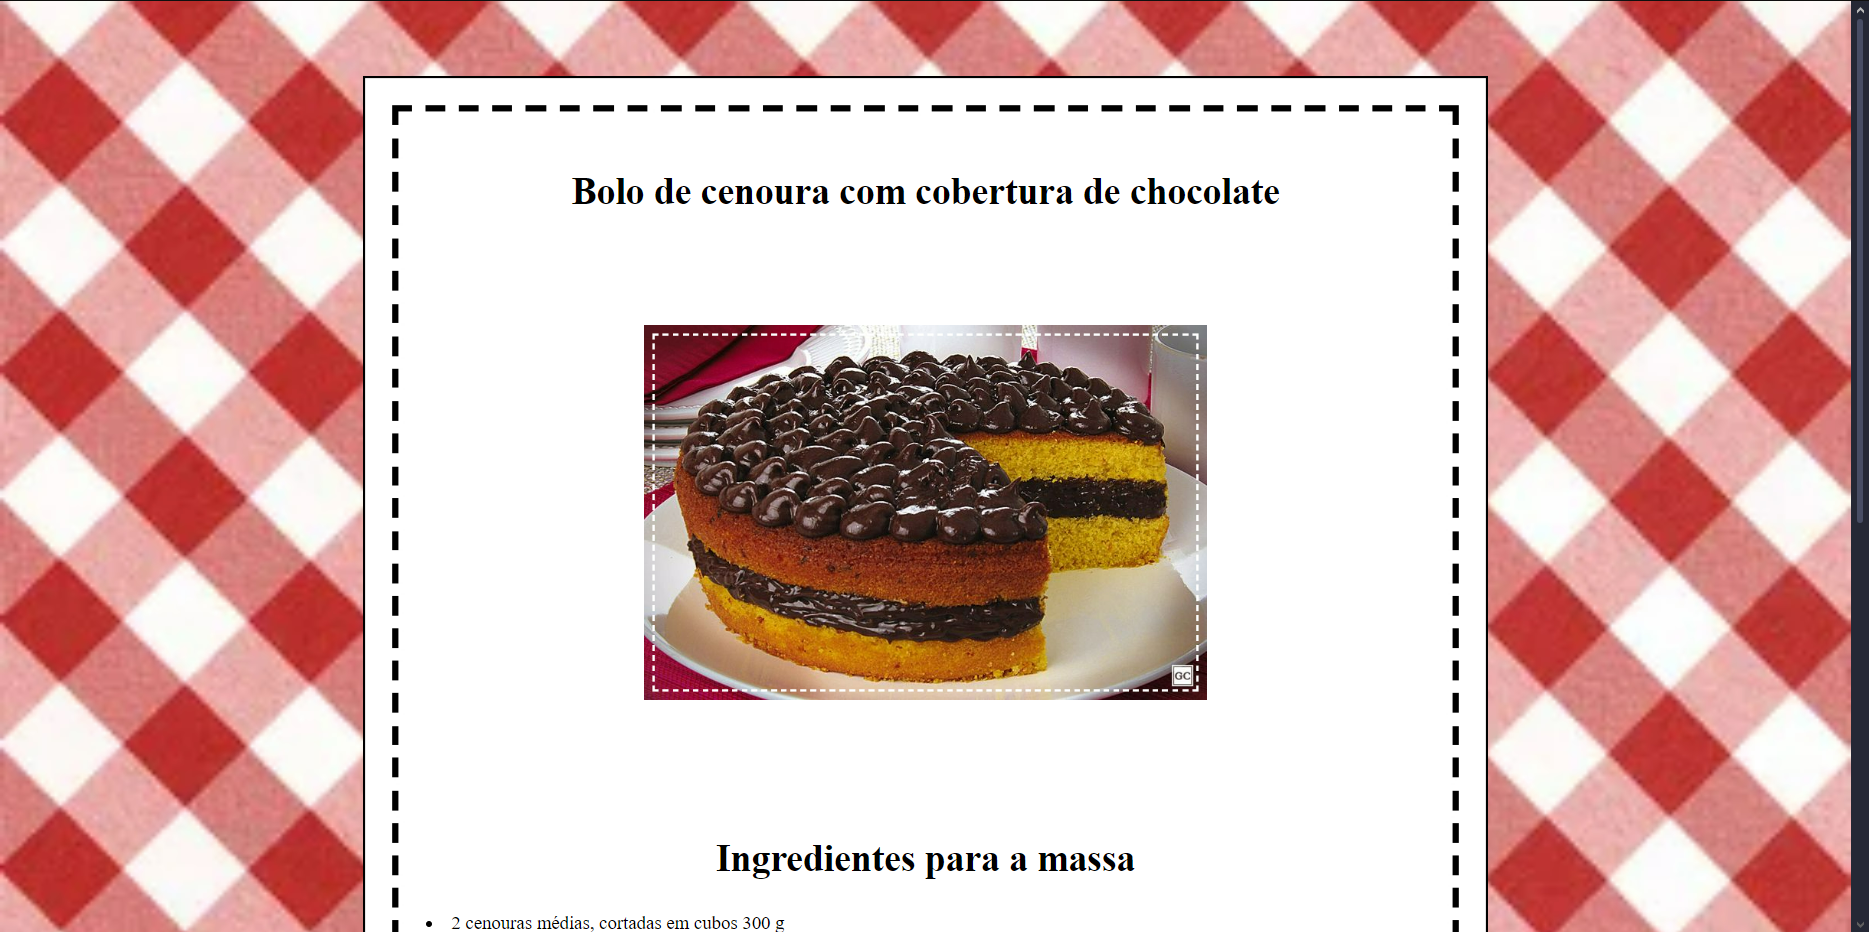 Bolo de cenoura com cobertura de chocolate
GC
Ingredientes para a massa
2 cenouras médias, cortadas em cubos 300 g